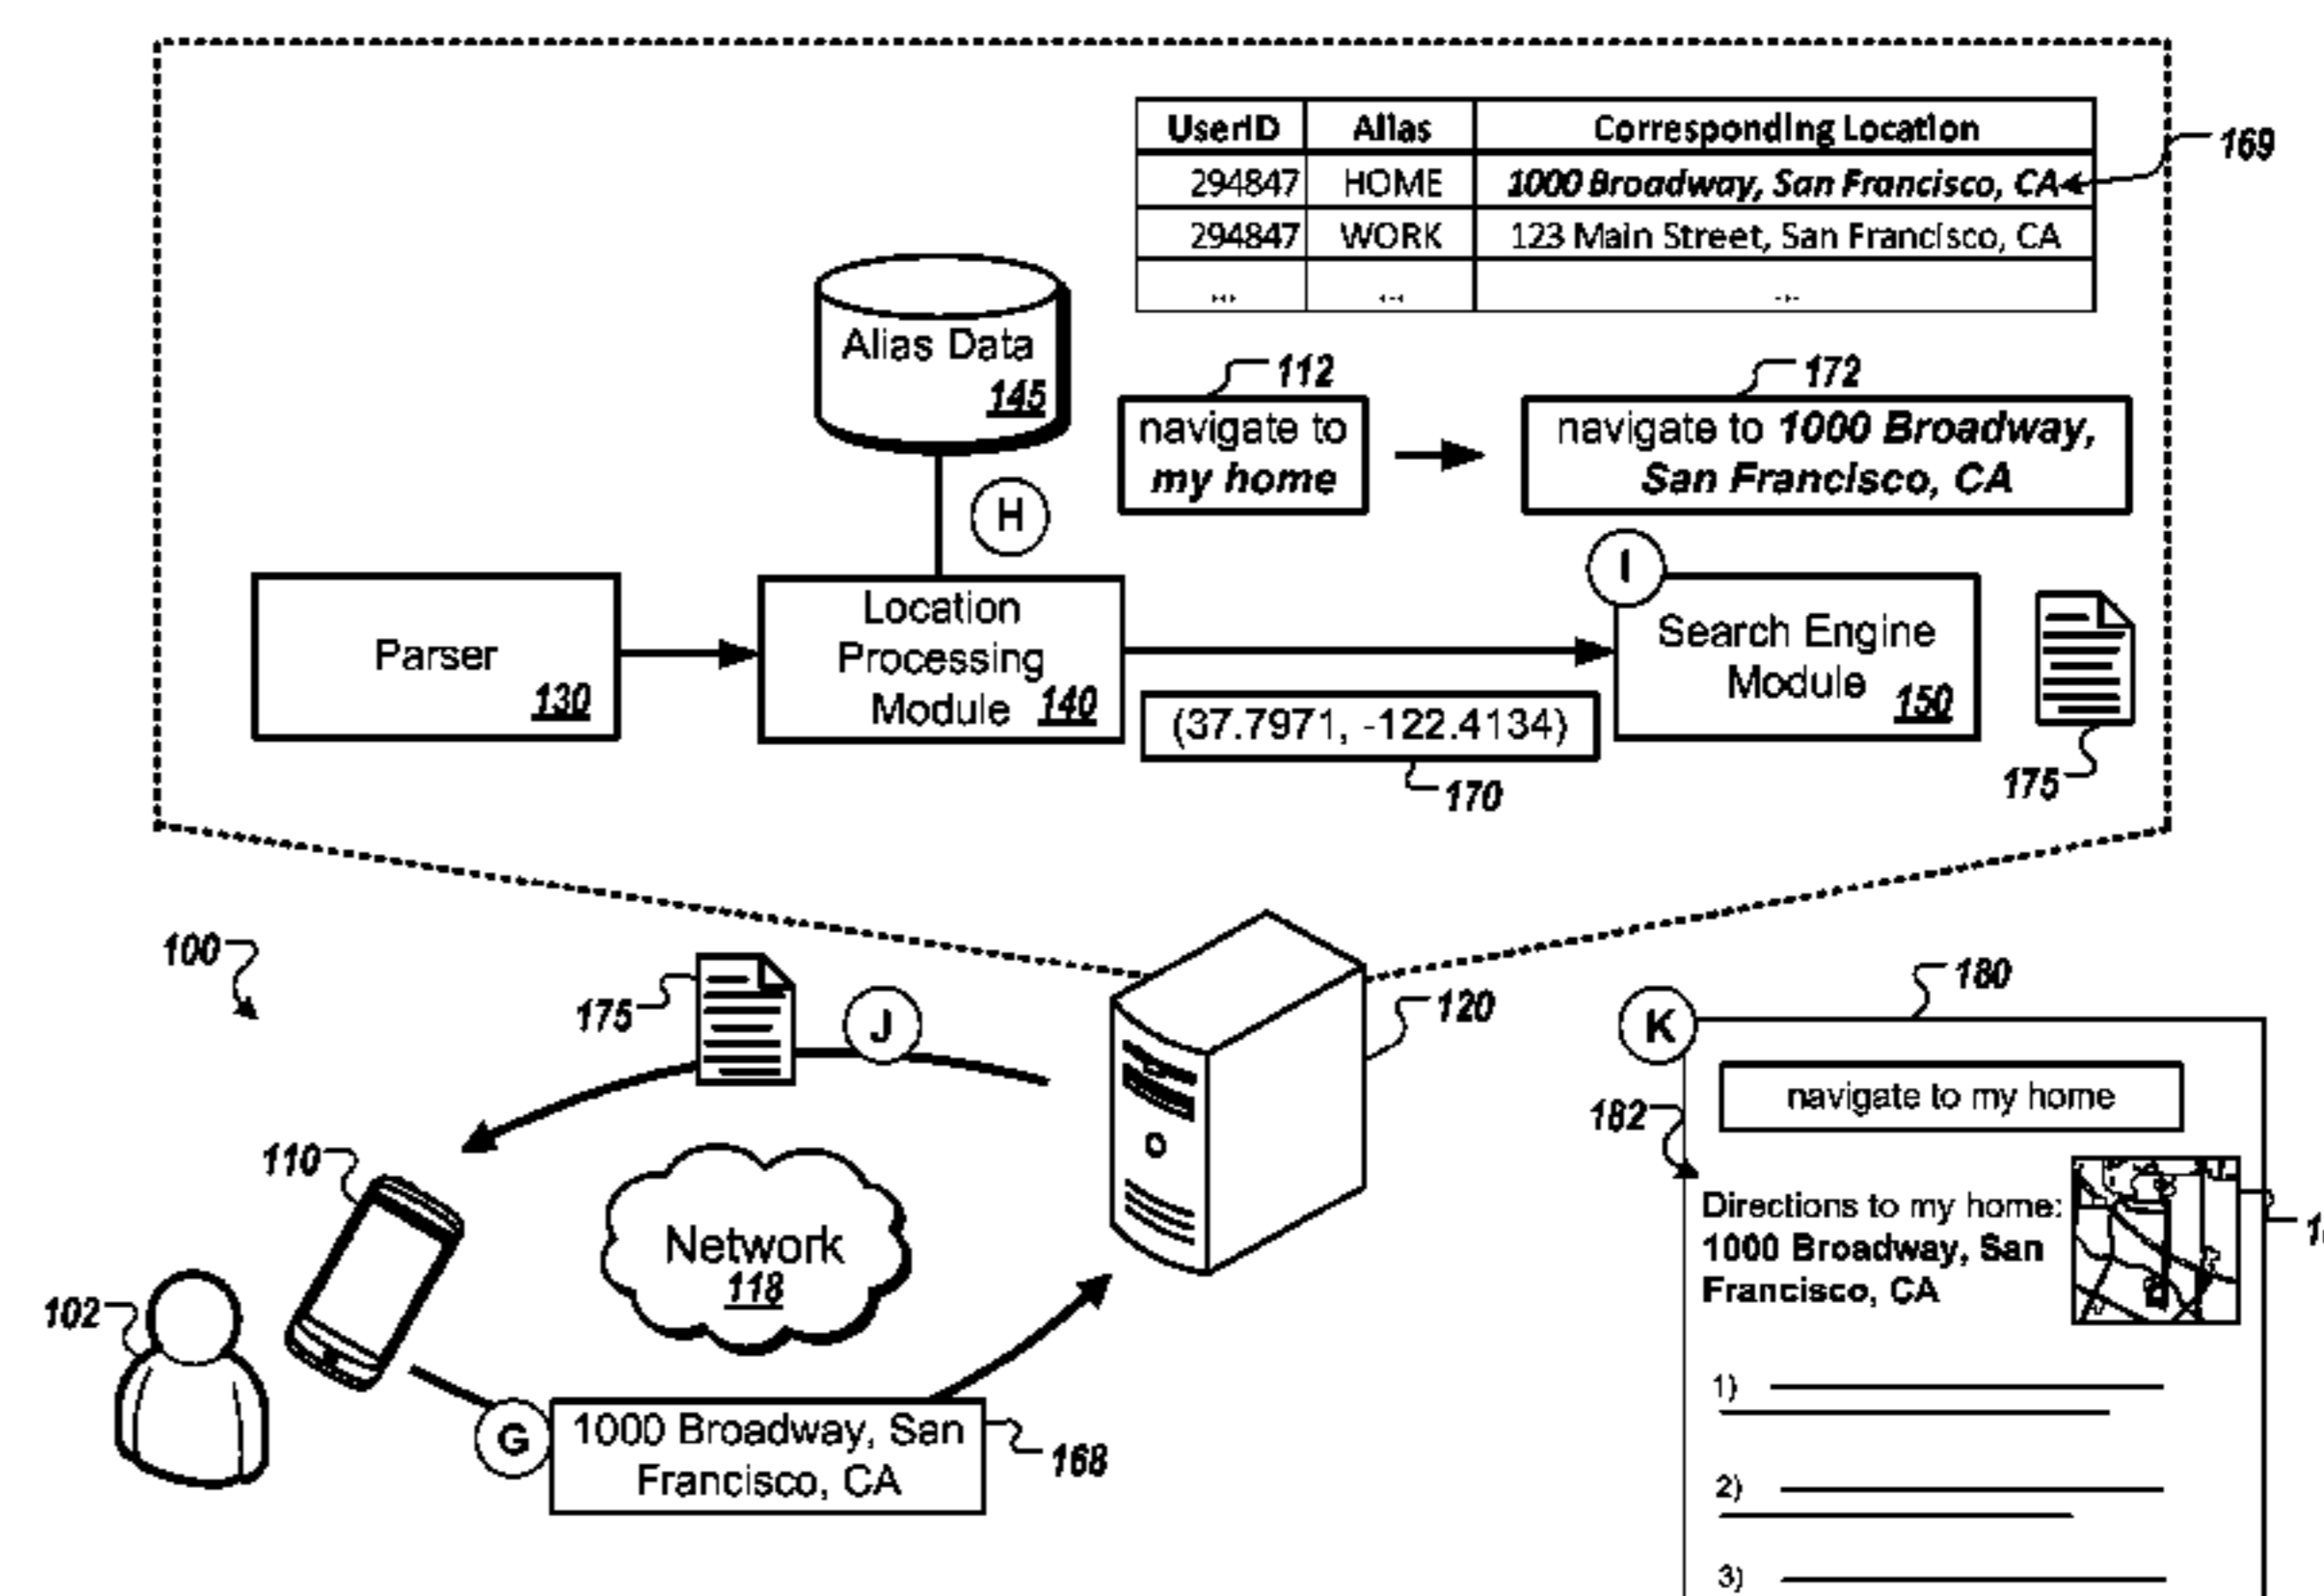 UserID Alias Corresponding Location
169
294847 HOME 1000 Broadway, San Francisco, CA
294847 WORK 123 Main Street, San Francisco, CA
... ... ...
Alias Data
145
112
172
navigate to
my home
navigate to 1000 Broadway,
San Francisco, CA
H
I
Parser
130
Location
Processing
Module 140
Search Engine
Module 150
(37.7971, -122.4134)
170
175
100
175
J
120
180
K
navigate to my home
182
110
Directions to my home:
1000 Broadway, San
Francisco, CA
Network
118
102
1)
G
1000 Broadway, San
Francisco, CA
168
2)
3)